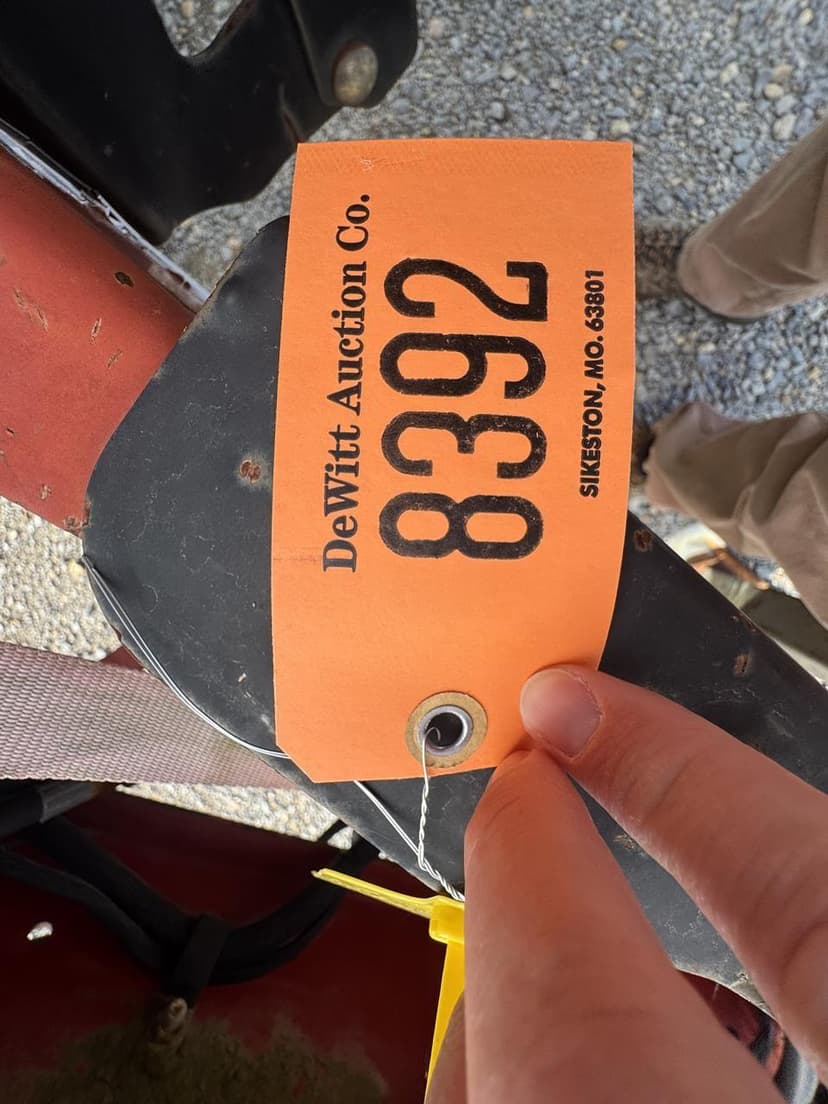 DeWitt Auction Co.
8392
SIKESTON, MO. 63801